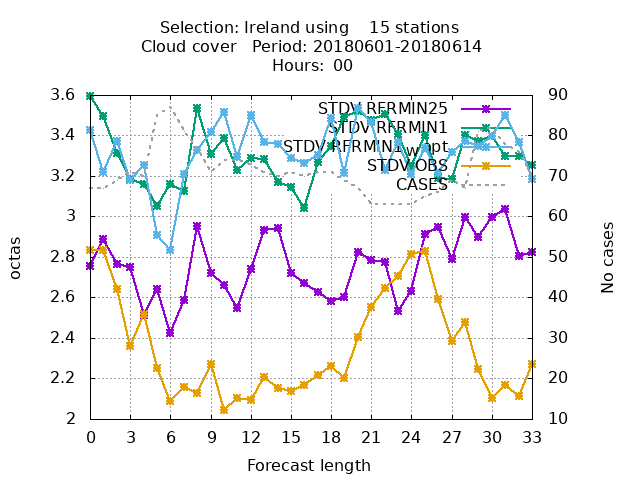 Selection: Ireland using 15 stations
Cloud cover Period: 20180601-20180614
Hours: 00
3.6 90
STDV RFRMIN25
STDV RFRMIN1
3.4 80
STDV RFRMIN1_wopt
STDV OBS
3.2 70
CASES
3 60
2.8 50
octas
No cases
2.6 40
2.4 30
2.2 20
2 10
0 3 6 9 12 15 18 21 24 27 30 33
Forecast length